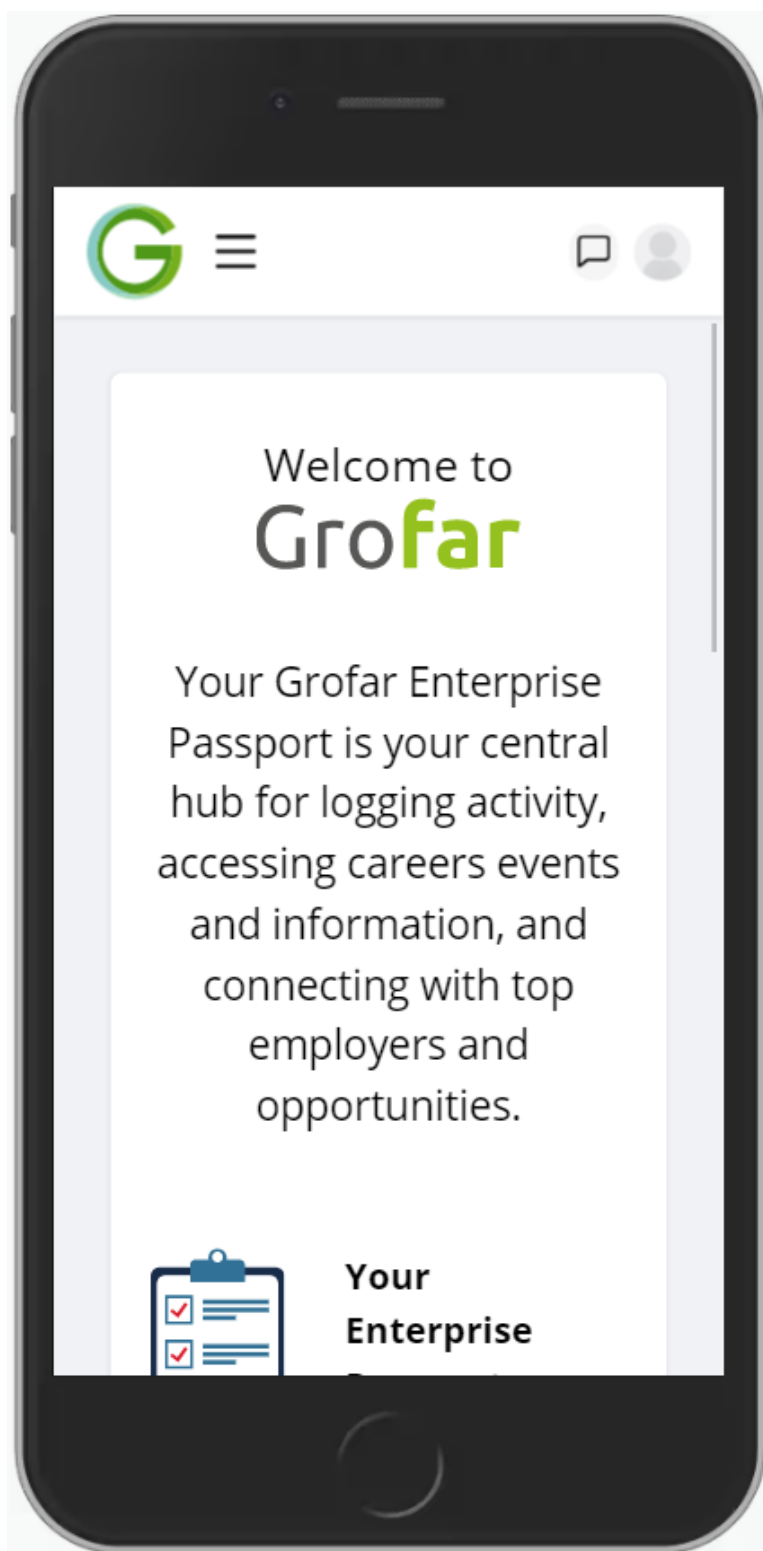 G
Welcome to
Grofar
Your Grofar Enterprise
Passport is your central
hub for logging activity,
accessing careers events
and information, and
connecting with top
employers and
opportunities.
Your
Enterprise